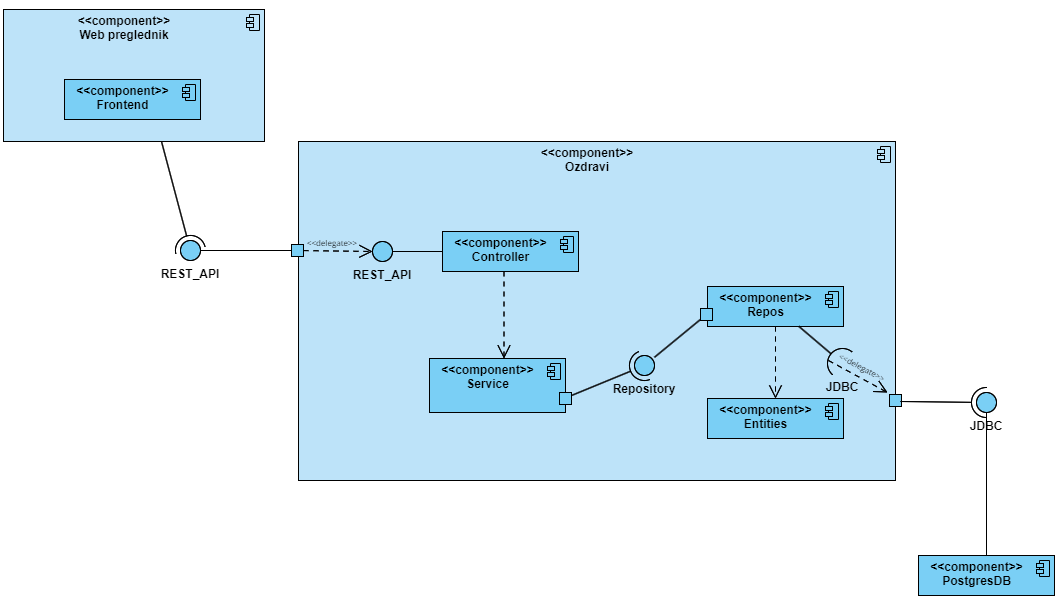 <<component>>
Web preglednik
<<component>>
Frontend
<<component>>
Ozdravi
REST_API
<<delegate>>
REST_API
<<component>>
Controller
<<component>>
Service
Repository
<<component>>
Repos
<<delegate>>
JDBC
<<component>>
Entities
JDBC
<<component>>
PostgresDB